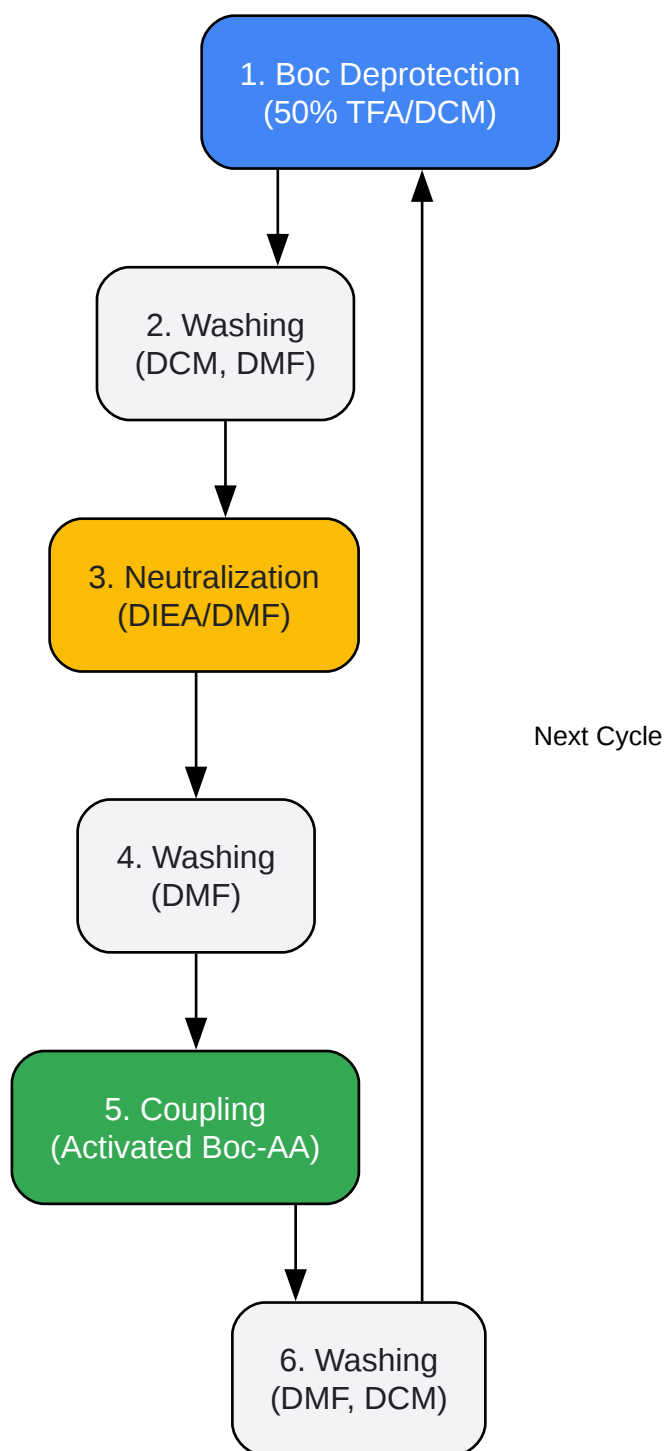 1. Boc Deprotection
(50% TFA/DCM)
2. Washing
(DCM, DMF)
3. Neutralization
(DIEA/DMF)
Next Cycle
4. Washing
(DMF)
5. Coupling
(Activated Boc-AA)
6. Washing
(DMF, DCM)